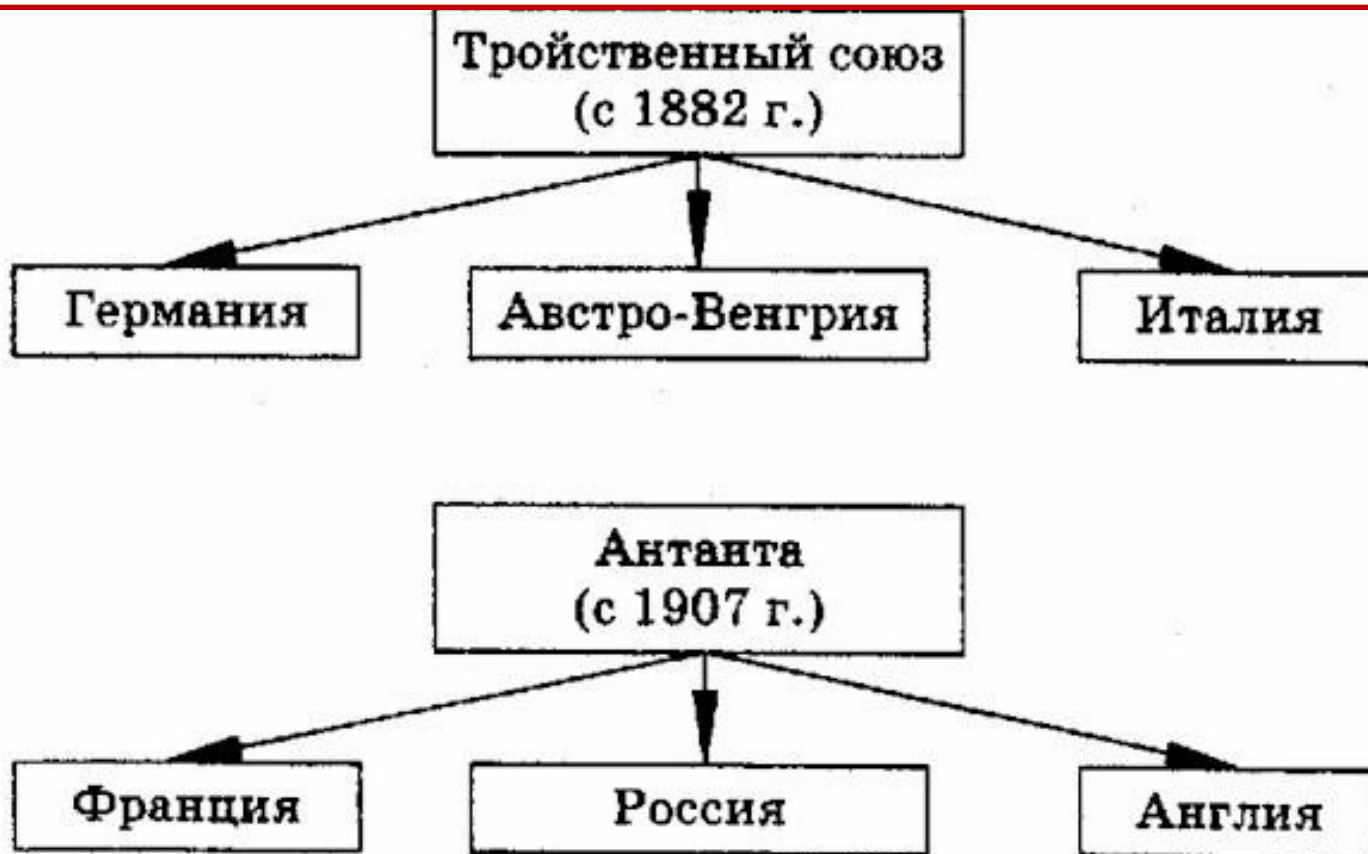 Тройственный союз
(с 1882 г.)
Германия
Австро-Венгрия
Италия
Антанта
(с 1907 г.)
Франция
Россия
Англия